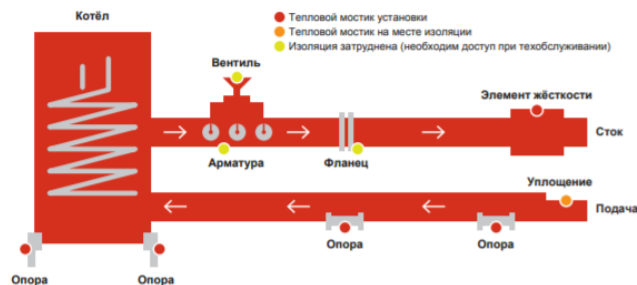 Котёл
Тепловой мостик установки
Тепловой мостик на месте изоляции
Изоляция затруднена (необходим доступ при техобслуживании)
Вентиль
Элемент жёсткости
Сток
Арматура
Фланец
Уплощение
Подача
Опора
Опора
Опора
Опора